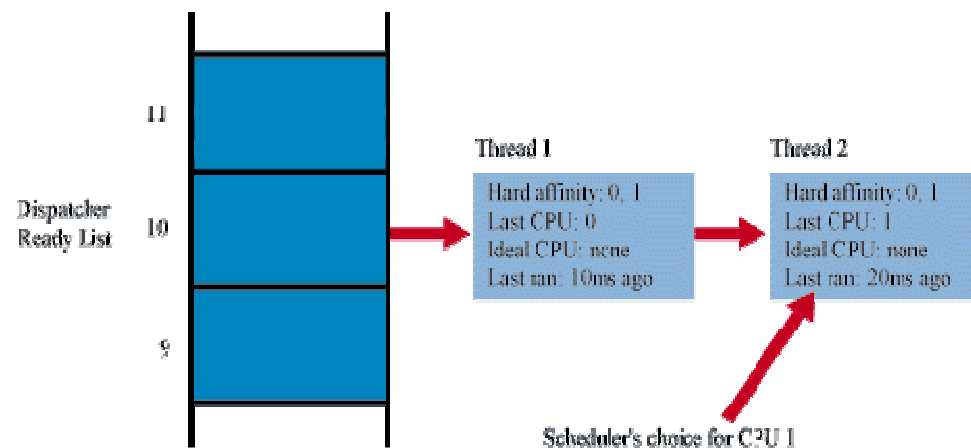 11
Dispatcher
Ready List
10
9
Thread 1
Hard affinity: 0, 1
Last CPU: 0
Ideal CPU: none
Last ran: 10ms ago
Thread 2
Hard affinity: 0, 1
Last CPU: 1
Ideal CPU: none
Last ran: 20ms ago
Scheduler's choice for CPU 1